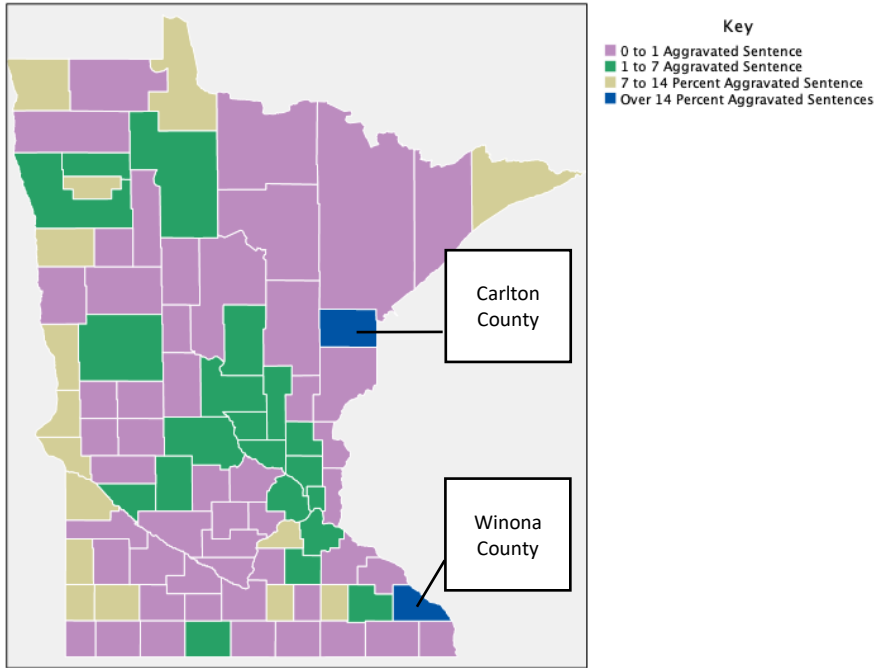 Key
0 to 1 Aggravated Sentence
1 to 7 Aggravated Sentence
7 to 14 Percent Aggravated Sentence
Over 14 Percent Aggravated Sentences
Carlton
County
Winona
County